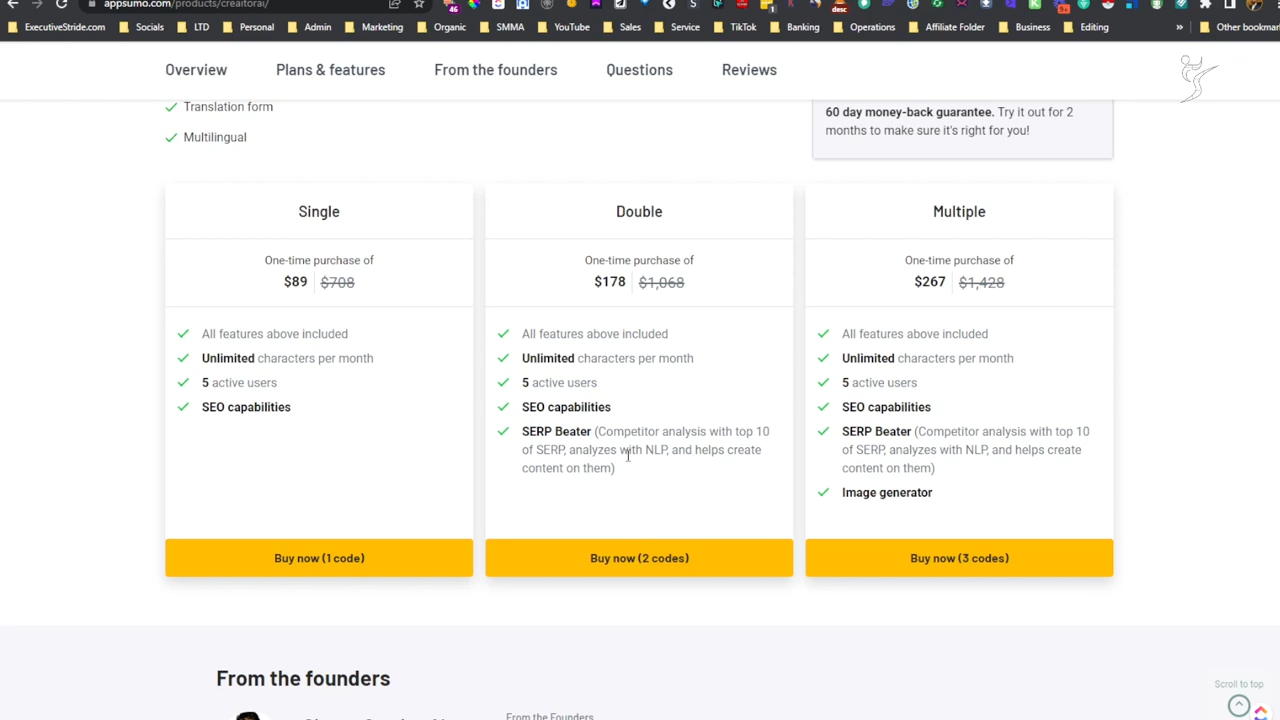 appsumo.com/products/creaitorai/
ExecutiveStride.com Socials LTD Personal Admin Marketing Organic SMMA YouTube Sales Service TikTok Banking Operations Affiliate Folder Business Editing » Other bookmar
Overview Plans & features From the founders Questions Reviews
Translation form
Multilingual
60 day money-back guarantee. Try it out for 2
months to make sure it's right for you!
Single
One-time purchase of
$89 $708
All features above included
Unlimited characters per month
5 active users
SEO capabilities
Buy now (1 code)
Double
One-time purchase of
$178 $1,068
All features above included
Unlimited characters per month
5 active users
SEO capabilities
SERP Beater (Competitor analysis with top 10
of SERP, analyzes with NLP, and helps create
content on them)
Buy now (2 codes)
Multiple
One-time purchase of
$267 $1,428
All features above included
Unlimited characters per month
5 active users
SEO capabilities
SERP Beater (Competitor analysis with top 10
of SERP, analyzes with NLP, and helps create
content on them)
Image generator
Buy now (3 codes)
From the founders
From the Founders
Scroll to top